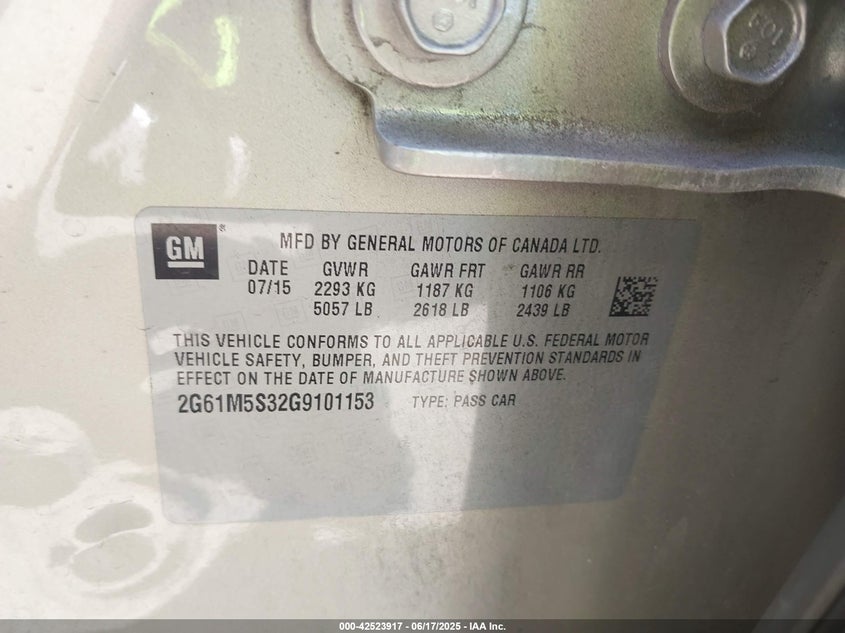 GM ®
MFD BY GENERAL MOTORS OF CANADA LTD.
DATE GVWR GAWR FRT GAWR RR
07/15 2293 KG 1187 KG 1106 KG
5057 LB 2618 LB 2439 LB
THIS VEHICLE CONFORMS TO ALL APPLICABLE U.S. FEDERAL MOTOR
VEHICLE SAFETY, BUMPER, AND THEFT PREVENTION STANDARDS IN
EFFECT ON THE DATE OF MANUFACTURE SHOWN ABOVE.
2G61M5S32G9101153 TYPE: PASS CAR
000-42523917 - 06/17/2025 - IAA Inc.